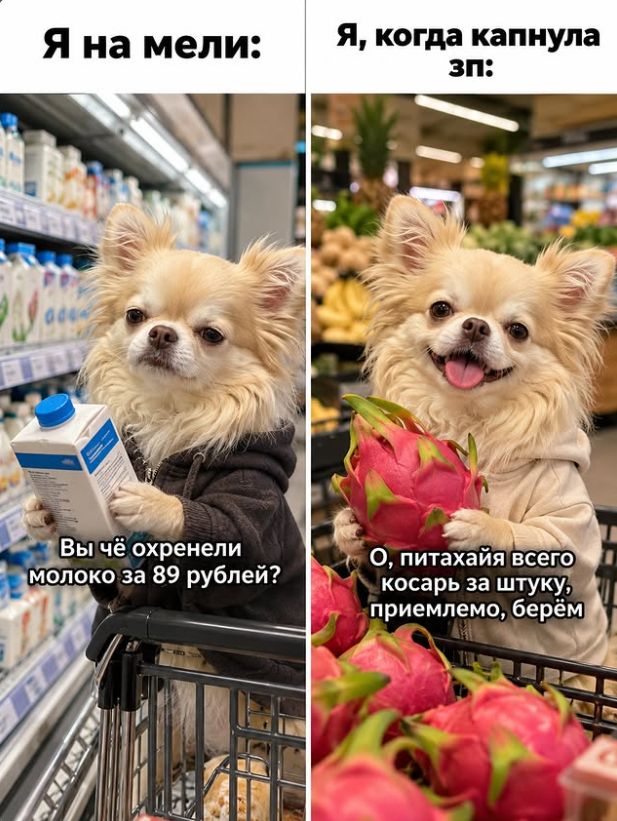 Я на мели:
Я, когда капнула
зп:
Вы чё охренели
молоко за 89 рублей?
О, питахайя всего
косарь за штуку,
приемлемо, берём